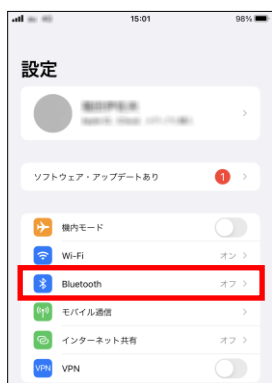 15:01
98%
設定
ソフトウェア・アップデートあり
1
機内モード
Wi-Fi
オン
Bluetooth
オフ
モバイル通信
インターネット共有
オフ
VPN
VPN